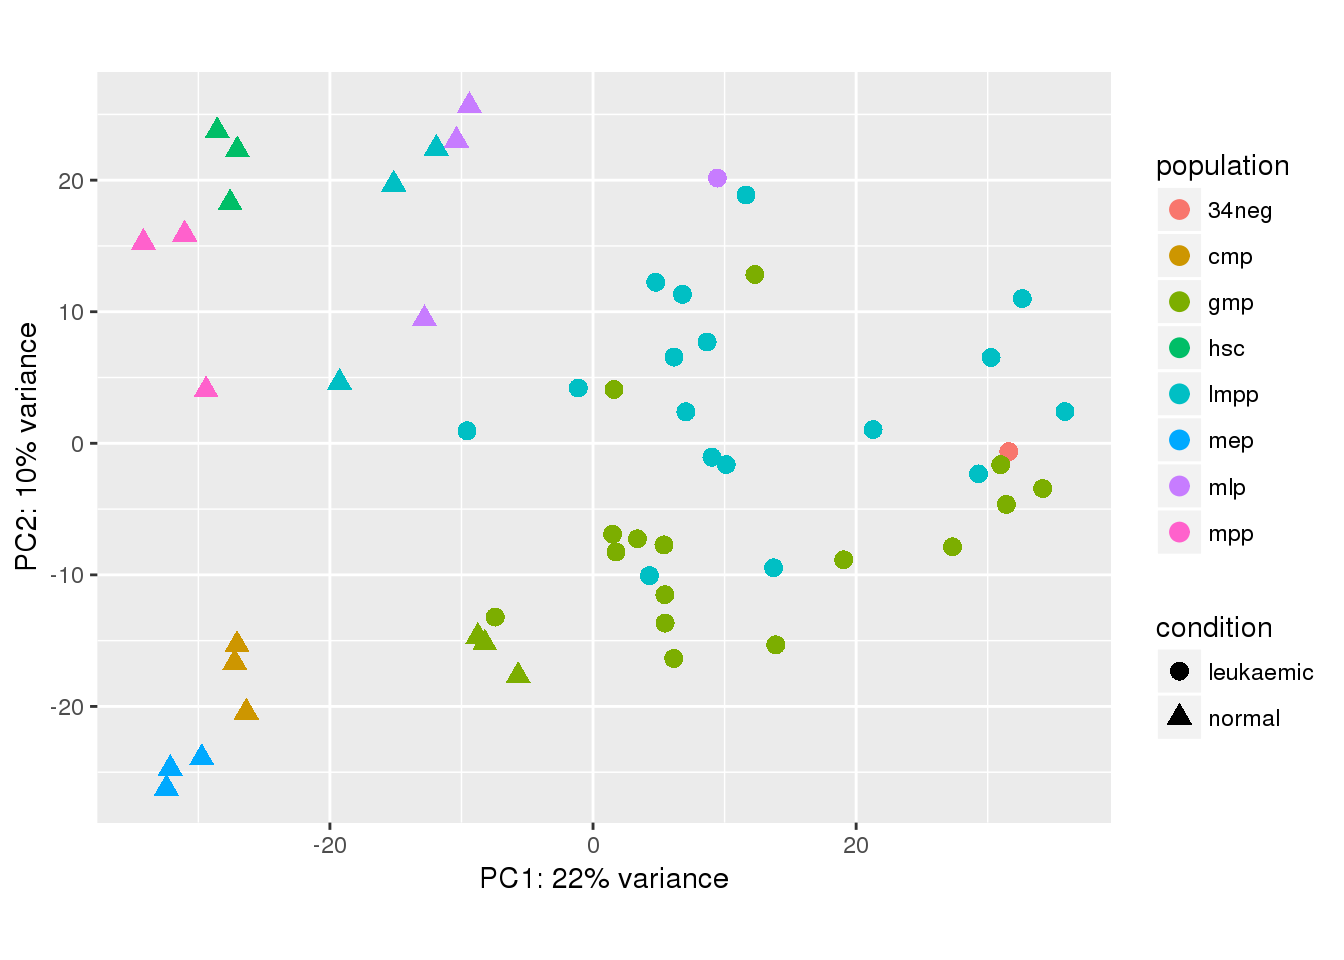 20
10
0
-10
-20
PC2: 10% variance
-20
0
20
PC1: 22% variance
population
34neg
cmp
gmp
hsc
lmpp
mep
mlp
mpp
condition
leukaemic
normal